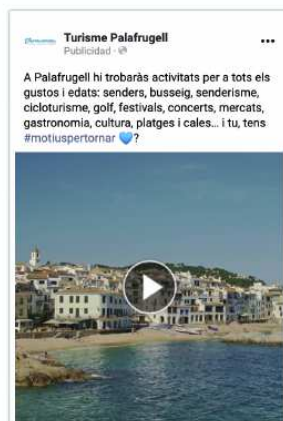 Turisme Palafrugell
Publicidad ·
A Palafrugell hi trobaràs activitats per a tots els
gustos i edats: senders, busseig, senderisme,
cicloturisme, golf, festivals, concerts, mercats,
gastronomia, cultura, platges i cales... i tu, tens
#motiuspertornar 💙?